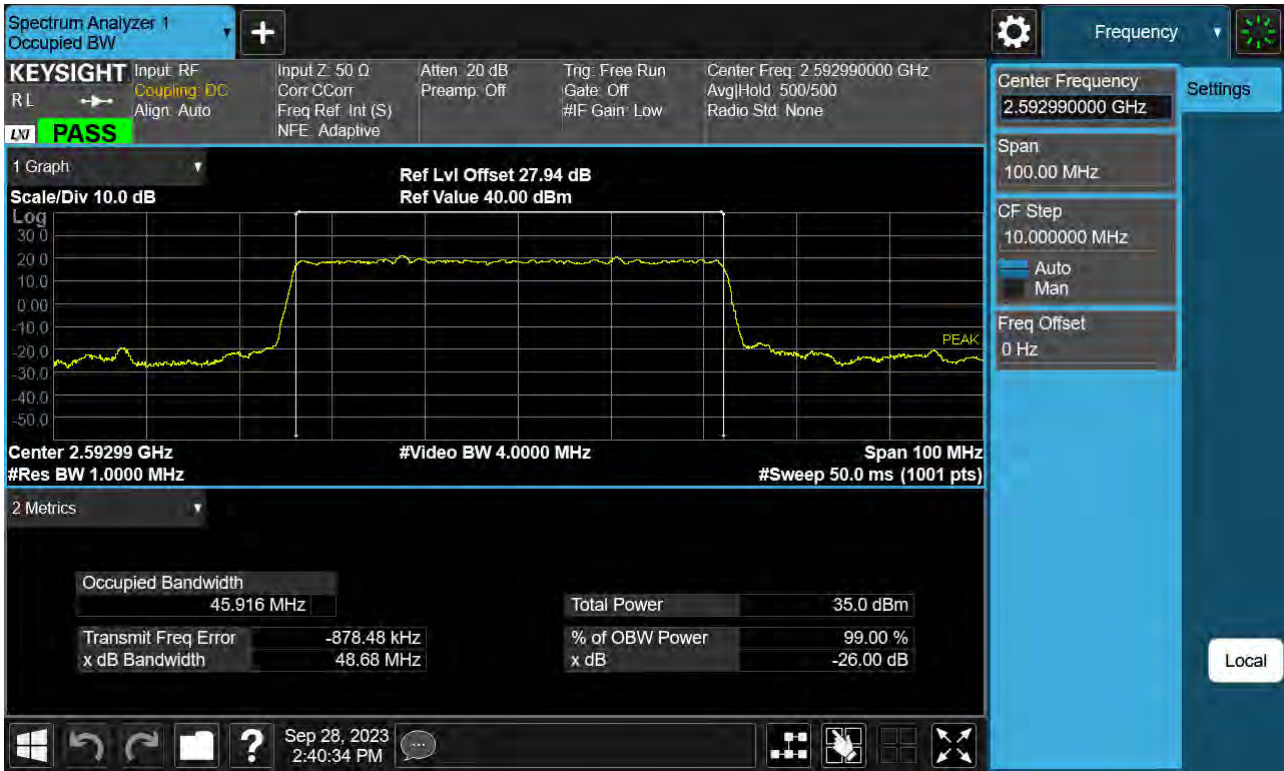 Spectrum Analyzer 1
Occupied BW
+
Frequency
KEYSIGHT
RL
LXI PASS
Input: RF
Coupling: DC
Align: Auto
Input Z: 50 Ω
Corr CCorr
Freq Ref: Int (S)
NFE: Adaptive
Atten: 20 dB
Preamp: Off
Trig: Free Run
Gate: Off
#IF Gain: Low
Center Freq: 2.592990000 GHz
Avg|Hold: 500/500
Radio Std: None
1 Graph
Scale/Div 10.0 dB
Ref Lvl Offset 27.94 dB
Ref Value 40.00 dBm
Log
30.0
20.0
10.0
0.00
-10.0
-20.0
-30.0
-40.0
-50.0
PEAK
Center 2.59299 GHz
#Video BW 4.0000 MHz
Span 100 MHz
#Res BW 1.0000 MHz
#Sweep 50.0 ms (1001 pts)
2 Metrics
Occupied Bandwidth
45.916 MHz
Transmit Freq Error -878.48 kHz
x dB Bandwidth 48.68 MHz
Total Power 35.0 dBm
% of OBW Power 99.00 %
x dB -26.00 dB
Center Frequency
2.592990000 GHz
Span
100.00 MHz
CF Step
10.000000 MHz
Auto
Man
Freq Offset
0 Hz
Settings
Local
?
Sep 28, 2023
2:40:34 PM